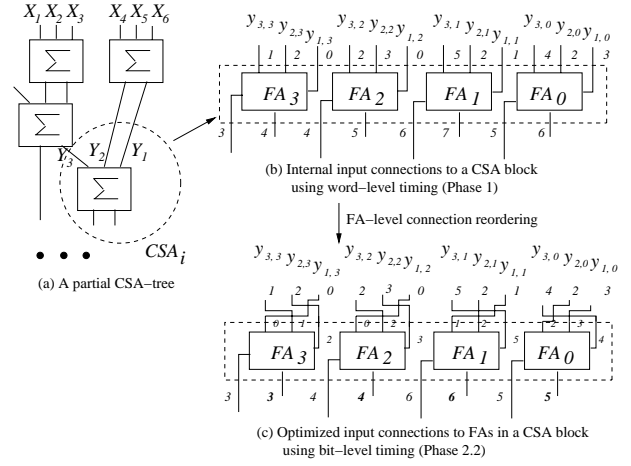 X1 X2 X3 X4 X5 X6
Σ Σ
Σ
Y3 Y2 Y1
Σ
CSAi
• • •
(a) A partial CSA−tree
y3,3 y2,3 y1,3 y3,2 y2,2 y1,2 y3,1 y2,1 y1,1 y3,0 y2,0 y1,0
1 2 0 2 3 0 5 2 1 4 2 3
FA3 FA2 FA1 FA0
3 4 4 5 6 7 5 6
(b) Internal input connections to a CSA block
using word−level timing (Phase 1)
FA−level connection reordering
y3,3 y2,3 y1,3 y3,2 y2,2 y1,2 y3,1 y2,1 y1,1 y3,0 y2,0 y1,0
1 2 0 2 3 0 5 2 1 4 2 3
0 1 2 0 2 3 1 2 5 2 3 4
FA3 FA2 FA1 FA0
3 3 4 4 6 6 5 5
(c) Optimized input connections to FAs in a CSA block
using bit−level timing (Phase 2.2)